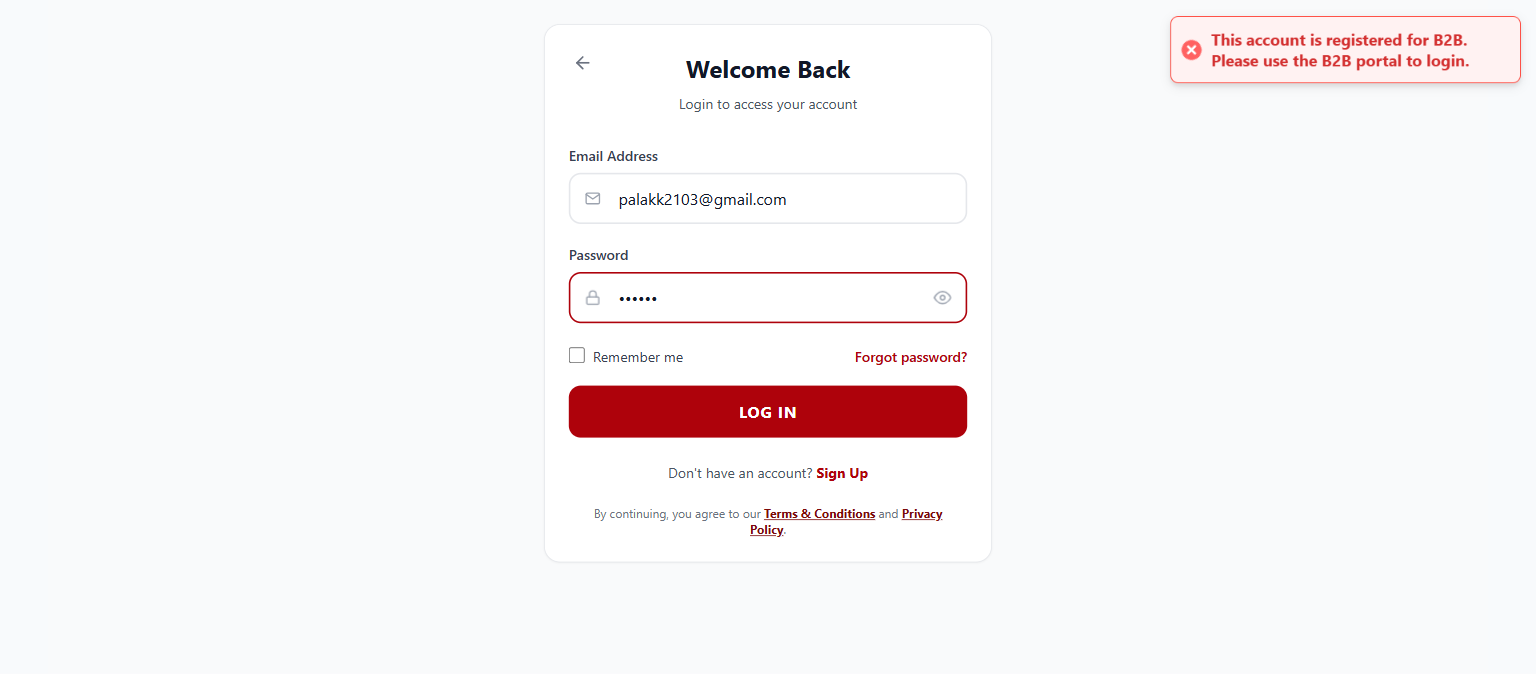 Welcome Back
Login to access your account
This account is registered for B2B.
Please use the B2B portal to login.
Email Address
palakk2103@gmail.com
Password
••••••
Remember me
Forgot password?
LOG IN
Don't have an account? Sign Up
By continuing, you agree to our Terms & Conditions and Privacy
Policy.